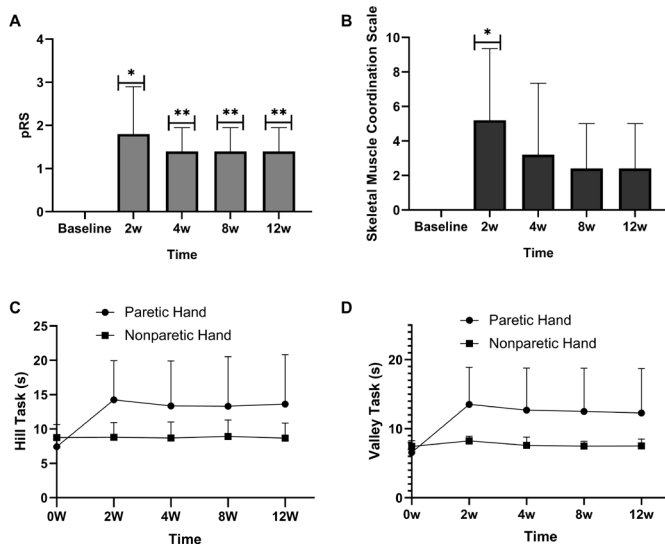 A
pRS
4
3
2
1
0
*
**
**
**
Baseline 2w 4w 8w 12w
Time
B
Skeletal Muscle Coordination Scale
10
8
6
4
2
0
*
Baseline 2w 4w 8w 12w
Time
C
Paretic Hand
Nonparetic Hand
Hill Task (s)
25
20
15
10
5
0
0W 2W 4W 8W 12W
Time
D
Paretic Hand
Nonparetic Hand
Valley Task (s)
20
10
0
0w 2w 4w 8w 12w
Time